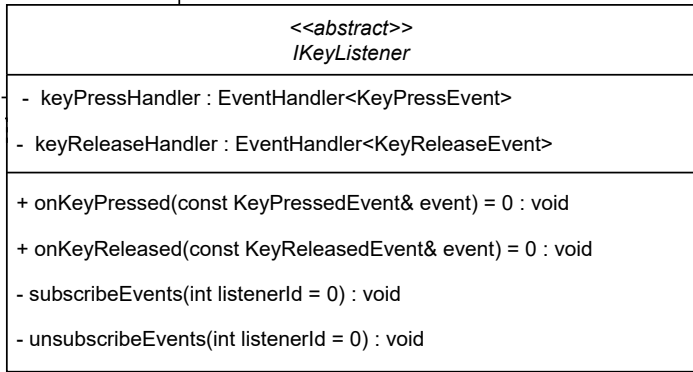 <<abstract>>
IKeyListener
- keyPressHandler : EventHandler<KeyPressEvent>
- keyReleaseHandler : EventHandler<KeyReleaseEvent>
+ onKeyPressed(const KeyPressedEvent& event) = 0 : void
+ onKeyReleased(const KeyReleasedEvent& event) = 0 : void
- subscribeEvents(int listenerId = 0) : void
- unsubscribeEvents(int listenerId = 0) : void